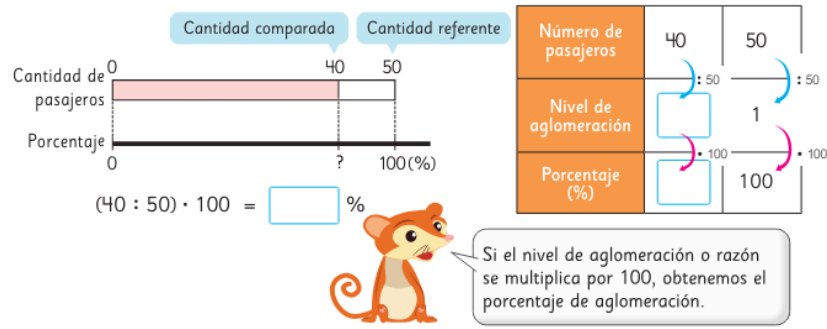 Cantidad comparada
Cantidad referente
0 40 50
Cantidad de
pasajeros
Porcentaje
0 ? 100(%)
(40 : 50) · 100 = %
Número de
pasajeros
40 50
: 50 : 50
Nivel de
aglomeración
1
· 100 · 100
Porcentaje
(%)
100
Si el nivel de aglomeración o razón
se multiplica por 100, obtenemos el
porcentaje de aglomeración.